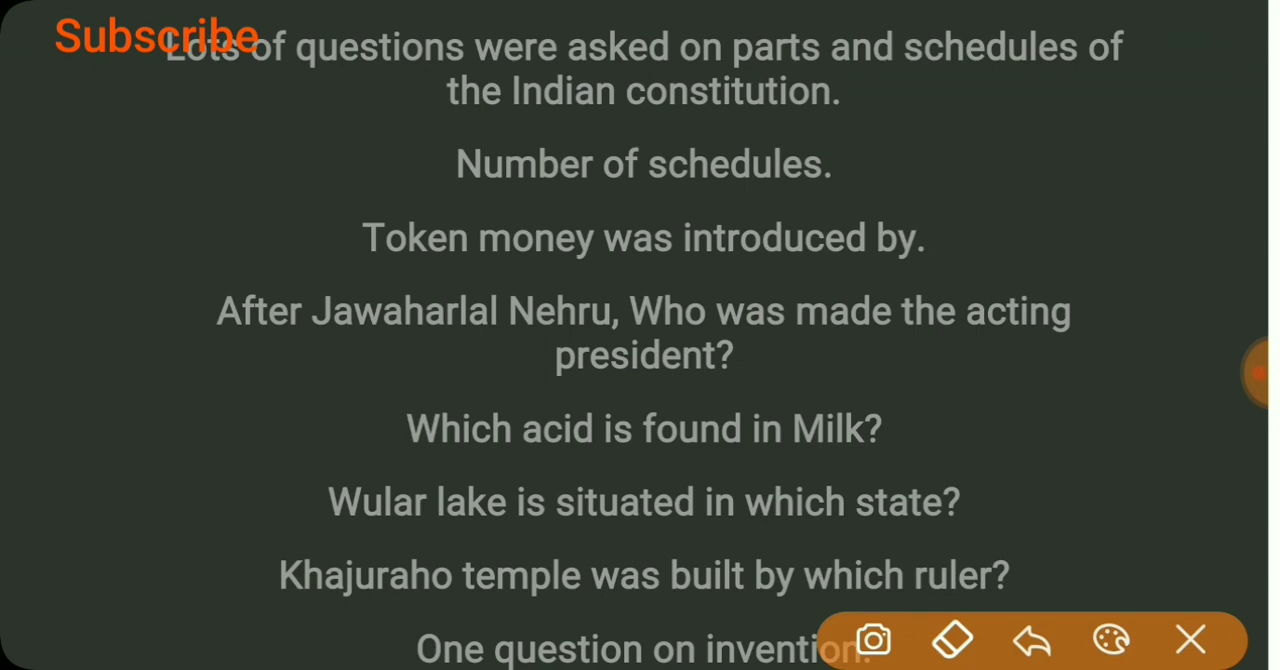 Subscribe
Lots of questions were asked on parts and schedules of
the Indian constitution.
Number of schedules.
Token money was introduced by.
After Jawaharlal Nehru, Who was made the acting
president?
Which acid is found in Milk?
Wular lake is situated in which state?
Khajuraho temple was built by which ruler?
One question on invention.